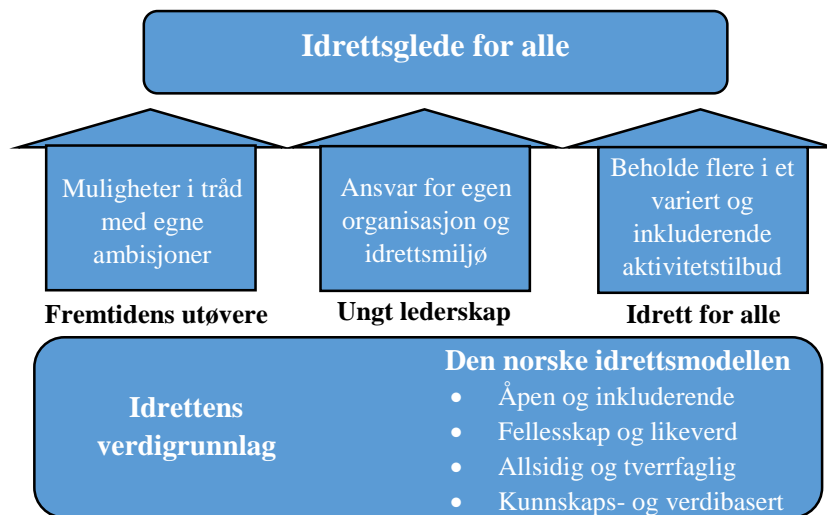 Idrettsglede for alle
Muligheter i tråd
med egne
ambisjoner
Ansvar for egen
organisasjon og
idrettsmiljø
Beholde flere i et
variert og
inkluderende
aktivitetstilbud
Fremtidens utøvere
Ungt lederskap
Idrett for alle
Idrettens
verdigrunnlag
Den norske idrettsmodellen
• Åpen og inkluderende
• Fellesskap og likeverd
• Allsidig og tverrfaglig
• Kunnskaps- og verdibasert